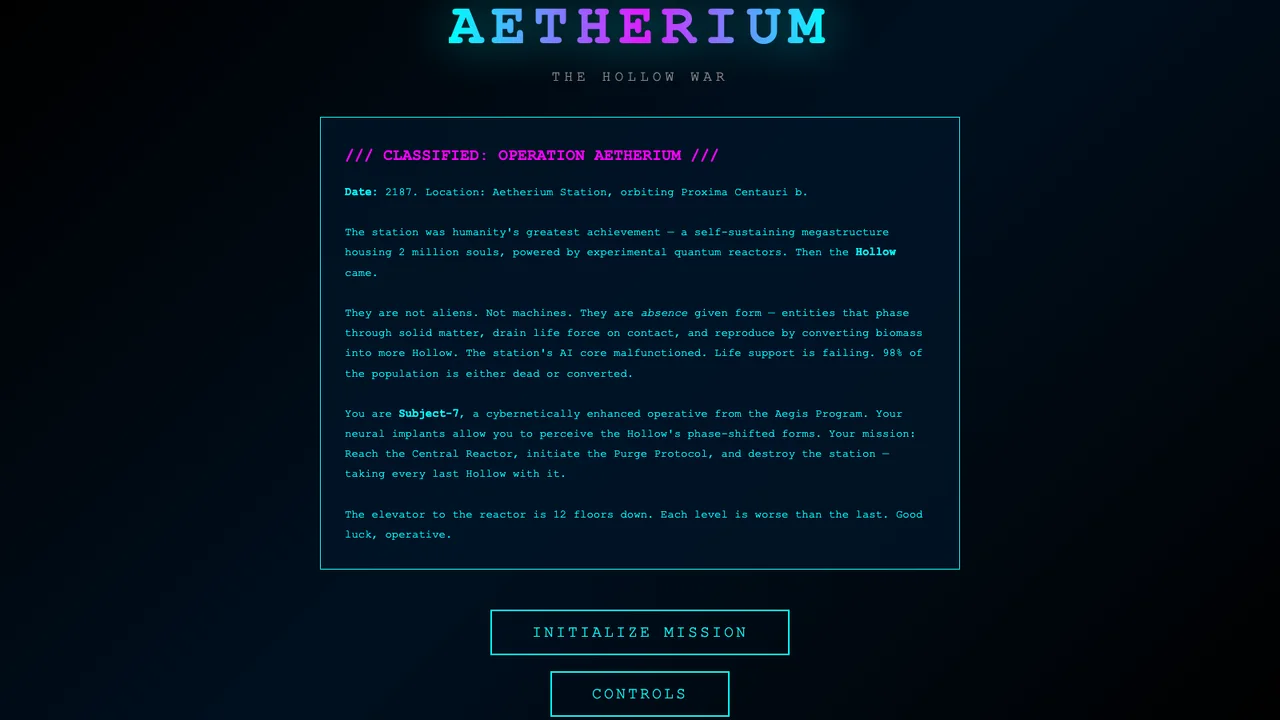 AETHERIUM
THE HOLLOW WAR
/// CLASSIFIED: OPERATION AETHERIUM ///
Date: 2187. Location: Aetherium Station, orbiting Proxima Centauri b.
The station was humanity's greatest achievement — a self-sustaining megastructure
housing 2 million souls, powered by experimental quantum reactors. Then the Hollow
came.
They are not aliens. Not machines. They are absence given form — entities that phase
through solid matter, drain life force on contact, and reproduce by converting biomass
into more Hollow. The station's AI core malfunctioned. Life support is failing. 98% of
the population is either dead or converted.
You are Subject-7, a cybernetically enhanced operative from the Aegis Program. Your
neural implants allow you to perceive the Hollow's phase-shifted forms. Your mission:
Reach the Central Reactor, initiate the Purge Protocol, and destroy the station —
taking every last Hollow with it.
The elevator to the reactor is 12 floors down. Each level is worse than the last. Good
luck, operative.
INITIALIZE MISSION
CONTROLS